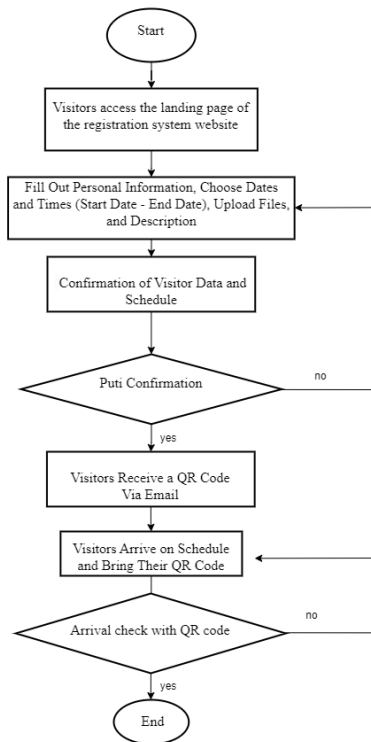 Start
Visitors access the landing page
of the registration system website
Fill Out Personal Information, Choose Dates
and Times (Start Date - End Date), Upload Files,
and Description
Confirmation of Visitor Data and
Schedule
Puti Confirmation
no
yes
Visitors Receive a QR Code
Via Email
Visitors Arrive on Schedule
and Bring Their QR Code
Arrival check with QR code
no
yes
End